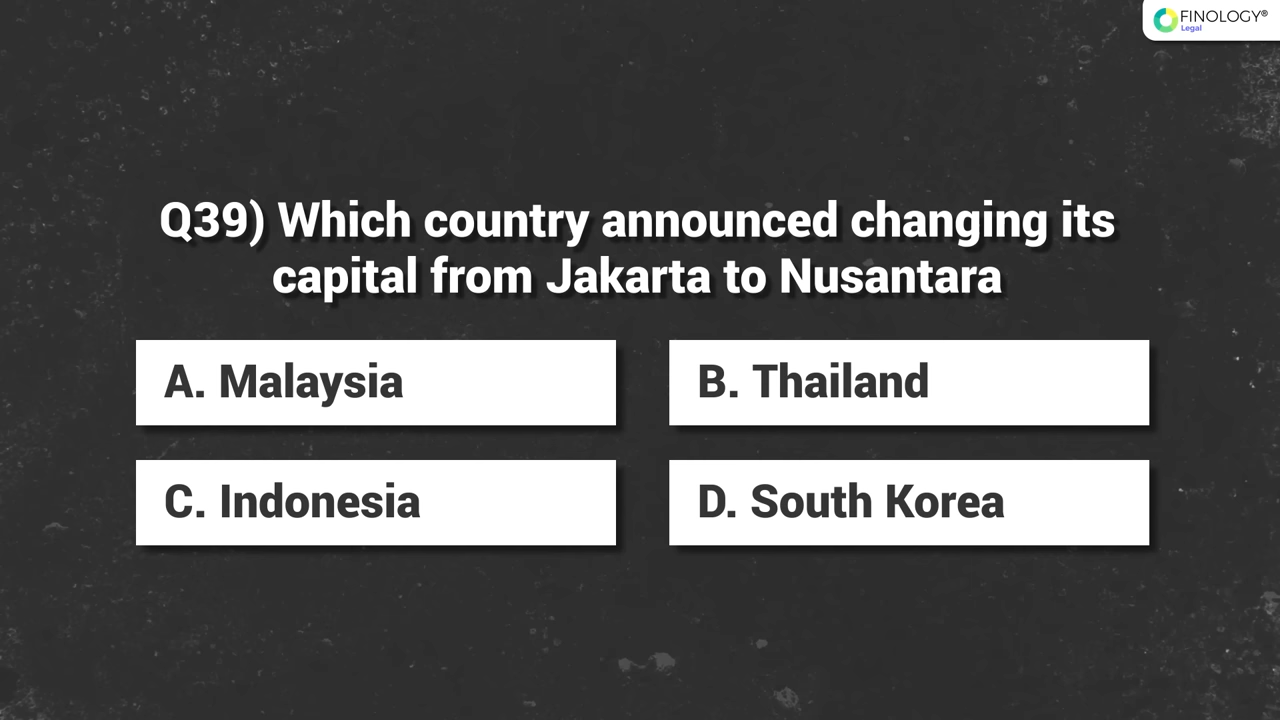 FINOLOGY®
Legal
Q39) Which country announced changing its
capital from Jakarta to Nusantara
A. Malaysia
B. Thailand
C. Indonesia
D. South Korea